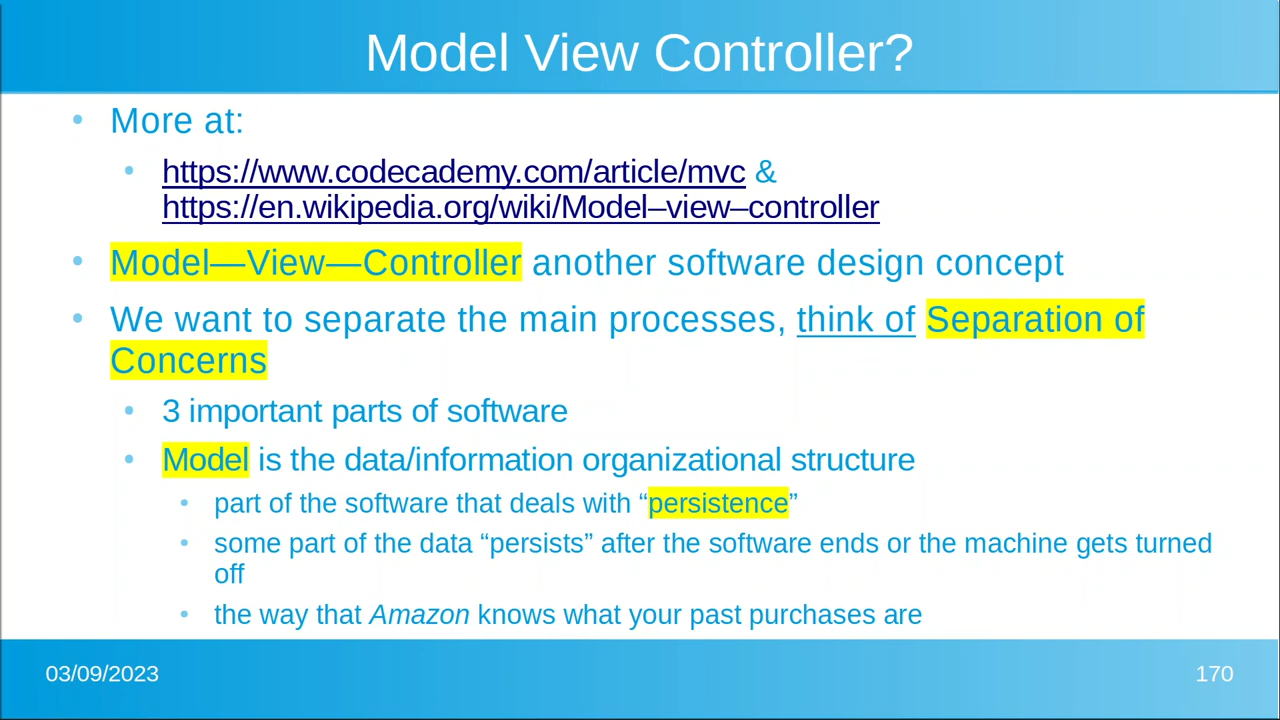 Model View Controller?
• More at:
• https://www.codecademy.com/article/mvc &
https://en.wikipedia.org/wiki/Model–view–controller
• Model—View—Controller another software design concept
• We want to separate the main processes, think of Separation of
Concerns
• 3 important parts of software
• Model is the data/information organizational structure
• part of the software that deals with “persistence”
• some part of the data “persists” after the software ends or the machine gets turned
off
• the way that Amazon knows what your past purchases are
03/09/2023
170